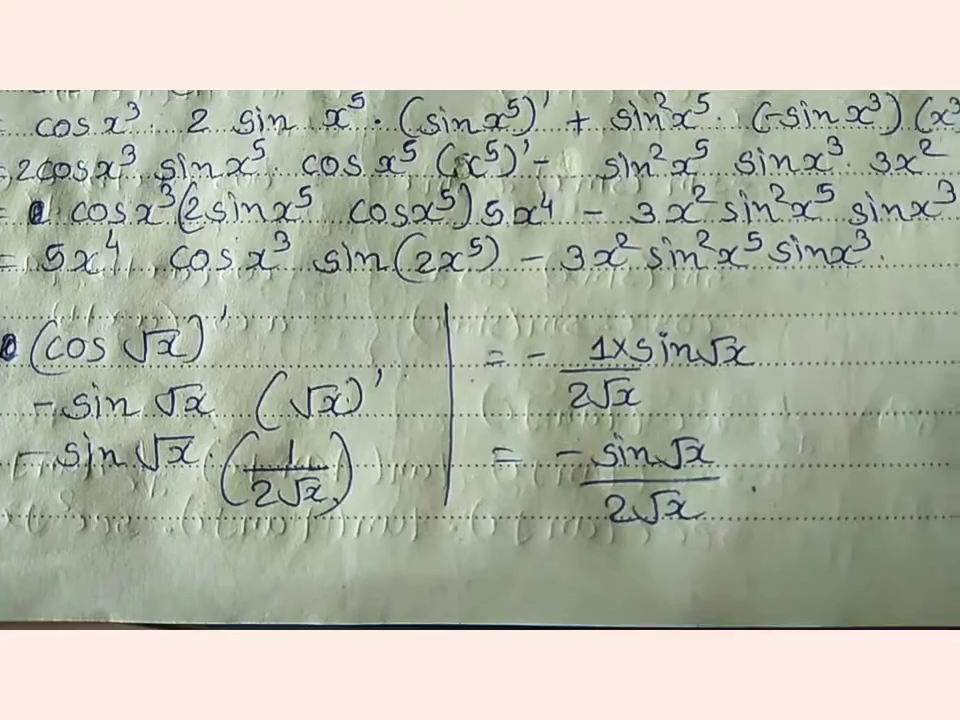 = cos x³ 2 sin x⁵ · (sin x⁵)' + sin²x⁵ · (-sin x³) (x³
= 2cos x³ sin x⁵ cos x⁵ (x⁵)' - sin²x⁵ sin x³ 3x²
= cos x³ (2 sin x⁵ cos x⁵) 5x⁴ - 3x² sin²x⁵ sin x³
= 5x⁴ cos x³ sin(2x⁵) - 3x² sin²x⁵ sin x³.
(cos √x)'
- sin √x (√x)'
- sin √x · (1/2√x)
= - 1×sin√x / 2√x
= - sin√x / 2√x .